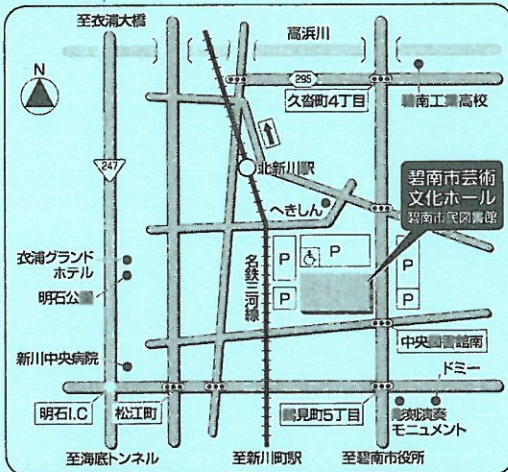 至衣浦大橋
高浜川
N
295
久沓町4丁目
碧南工業高校
247
北新川駅
碧南市芸術
文化ホール
碧南市民図書館
へきしん
P
P
P
P
P
衣浦グランド
ホテル
明石公園
名鉄三河線
新川中央病院
中央図書館南
ドミー
明石I.C
松江町
鶴見町5丁目
彫刻演奏
モニュメント
至海底トンネル
至新川町駅
至碧南市役所